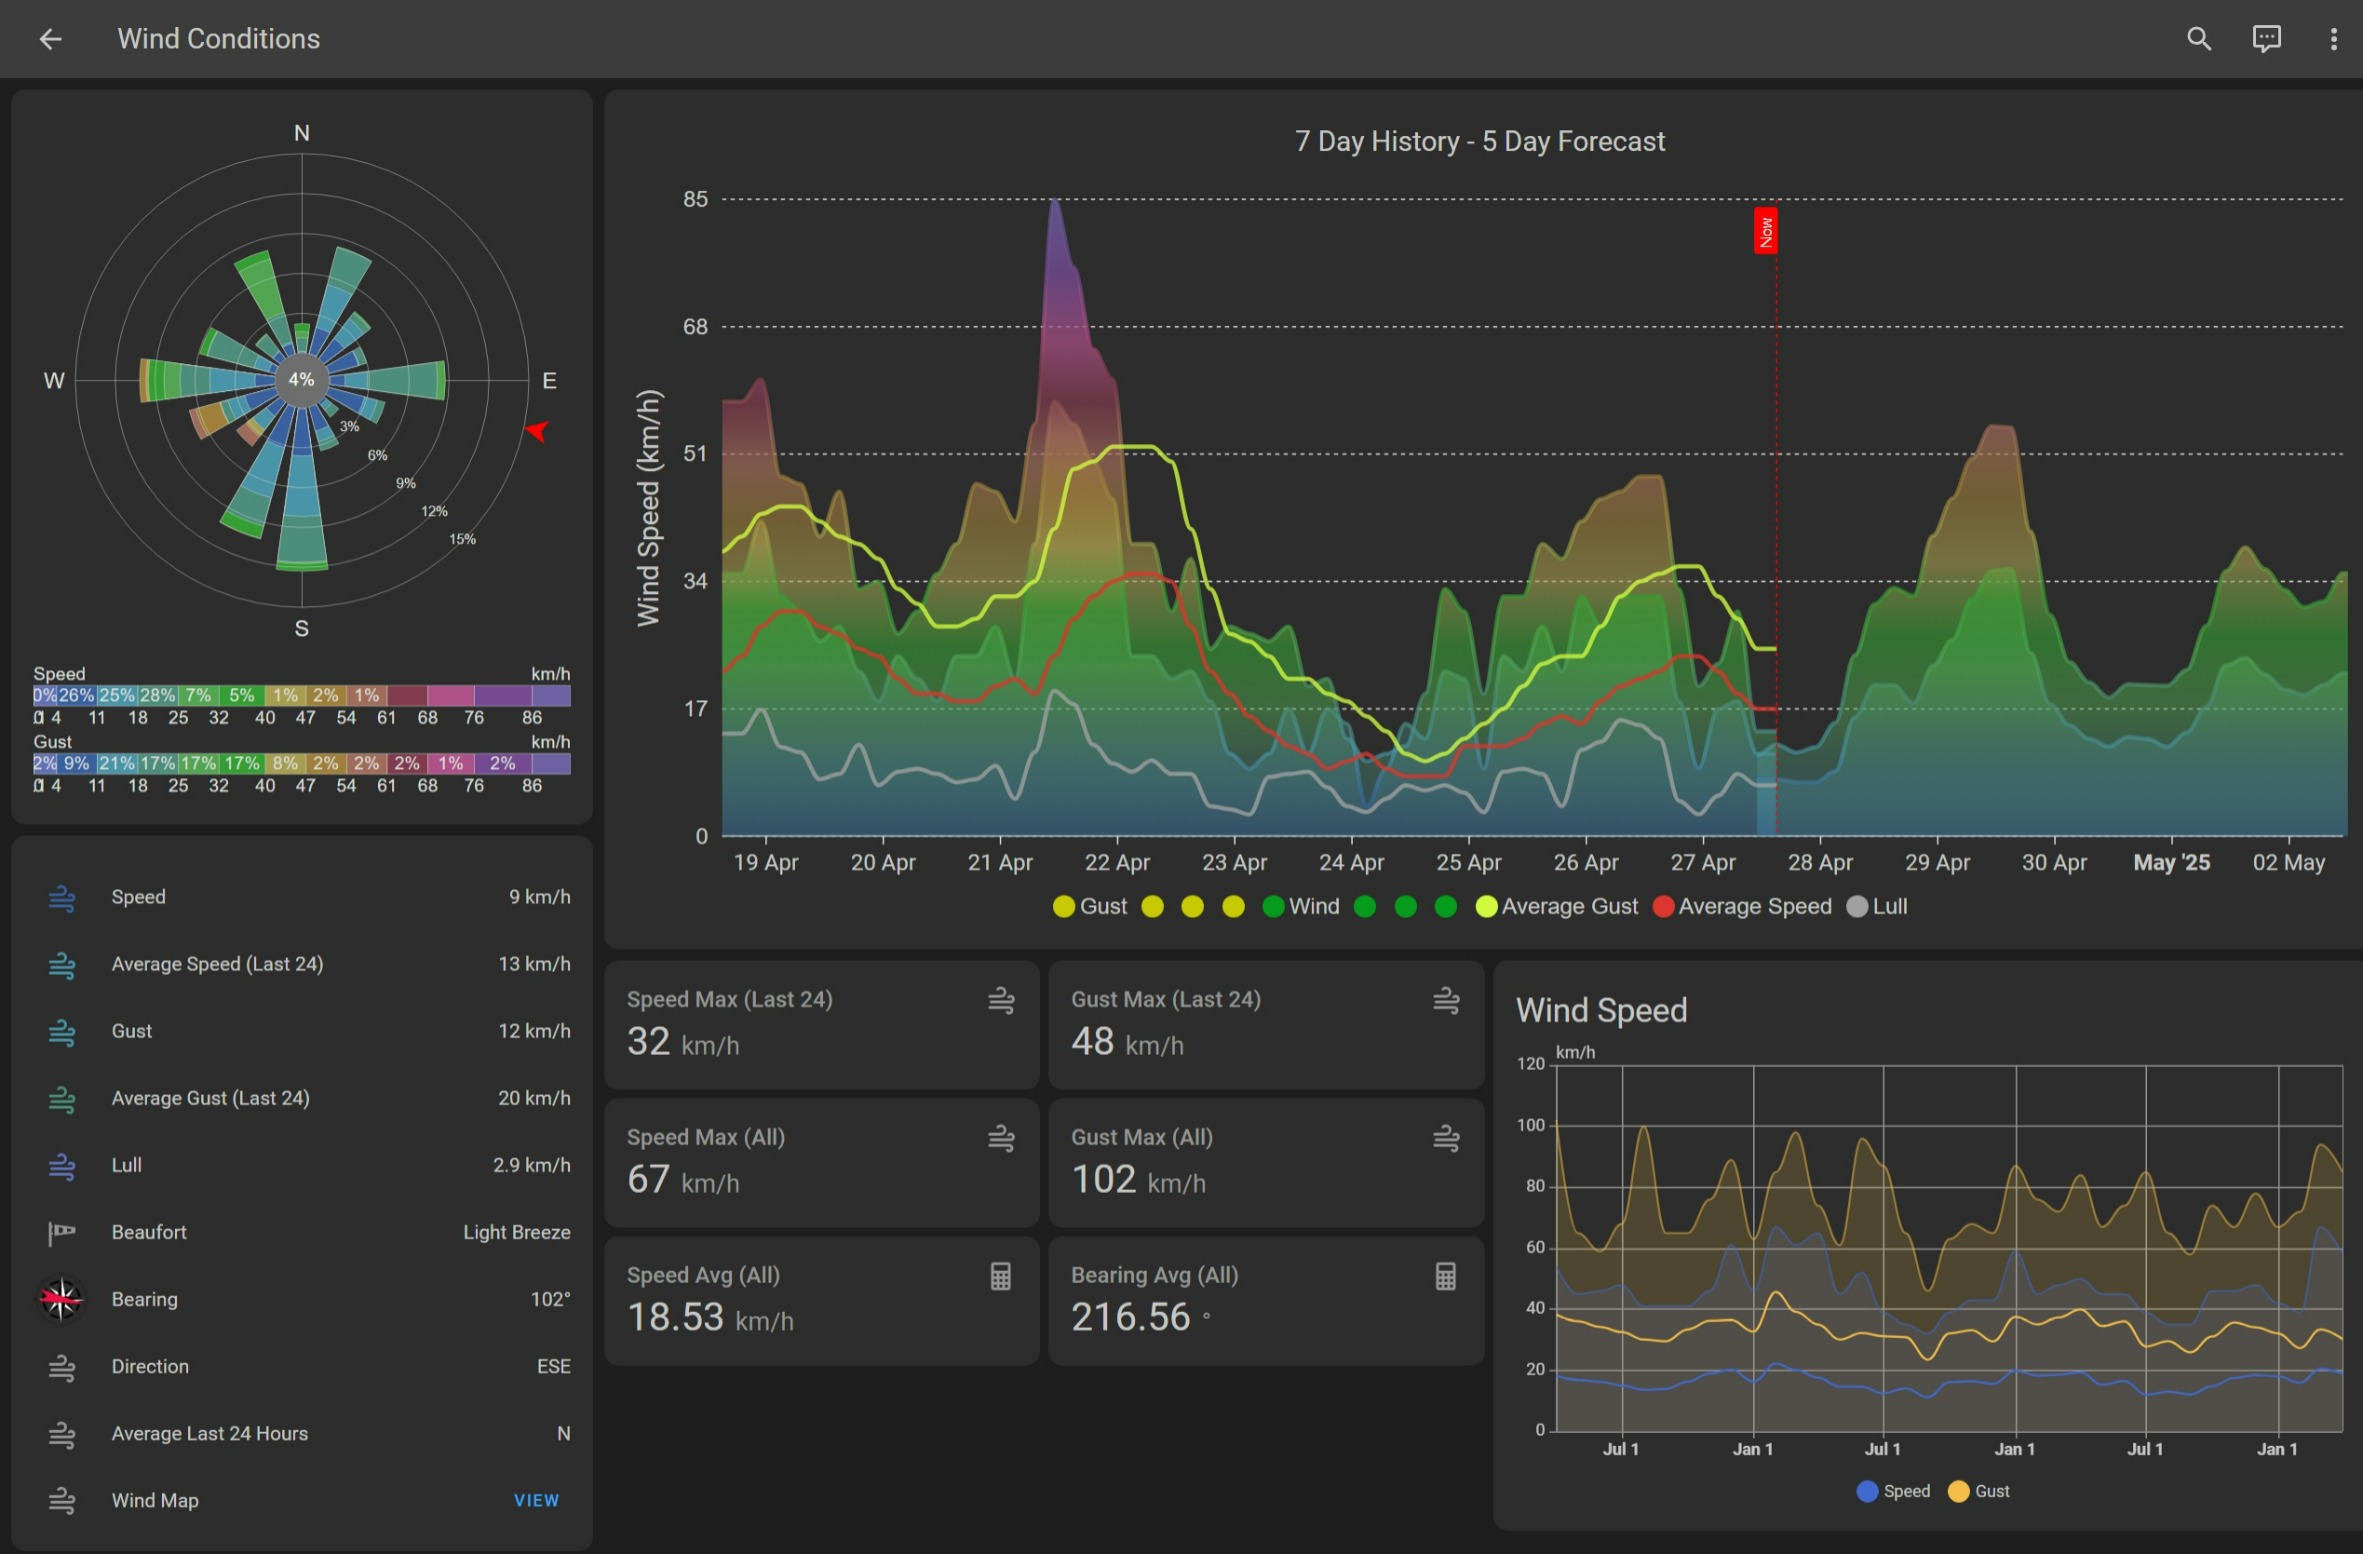 Wind Conditions
N
W
4%
E
3%
6%
9%
12%
15%
S
Speed km/h
0% 26% 25% 28% 7% 5% 1% 2% 1%
0 1 4 11 18 25 32 40 47 54 61 68 76 86
Gust km/h
2% 9% 21% 17% 17% 17% 8% 2% 2% 2% 1% 2%
0 1 4 11 18 25 32 40 47 54 61 68 76 86
Speed 9 km/h
Average Speed (Last 24) 13 km/h
Gust 12 km/h
Average Gust (Last 24) 20 km/h
Lull 2.9 km/h
Beaufort Light Breeze
Bearing 102°
Direction ESE
Average Last 24 Hours N
Wind Map VIEW
7 Day History - 5 Day Forecast
Wind Speed (km/h)
85
68
51
34
17
0
Now
19 Apr 20 Apr 21 Apr 22 Apr 23 Apr 24 Apr 25 Apr 26 Apr 27 Apr 28 Apr 29 Apr 30 Apr May '25 02 May
Gust Wind Average Gust Average Speed Lull
Speed Max (Last 24)
32 km/h
Gust Max (Last 24)
48 km/h
Speed Max (All)
67 km/h
Gust Max (All)
102 km/h
Speed Avg (All)
18.53 km/h
Bearing Avg (All)
216.56 °
Wind Speed
km/h
120
100
80
60
40
20
0
Jul 1 Jan 1 Jul 1 Jan 1 Jul 1 Jan 1
Speed Gust